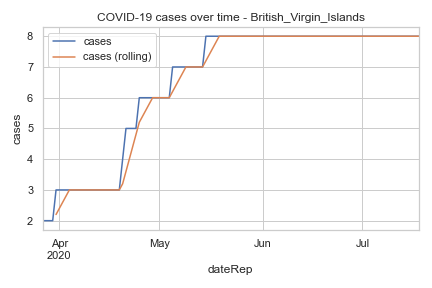 COVID-19 cases over time - British_Virgin_Islands
cases
cases (rolling)
8
7
6
5
4
3
2
cases
Apr May Jun Jul
2020
dateRep